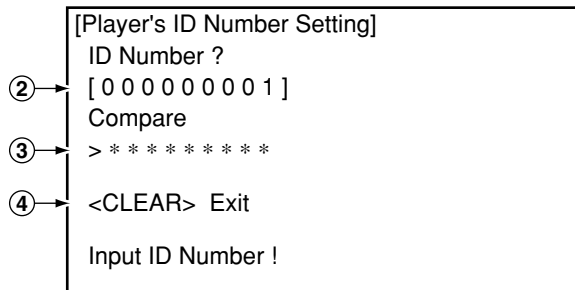 [Player's ID Number Setting]
ID Number ?
② [ 0 0 0 0 0 0 0 0 1 ]
Compare
③ > * * * * * * * * *
④ <CLEAR> Exit
Input ID Number !